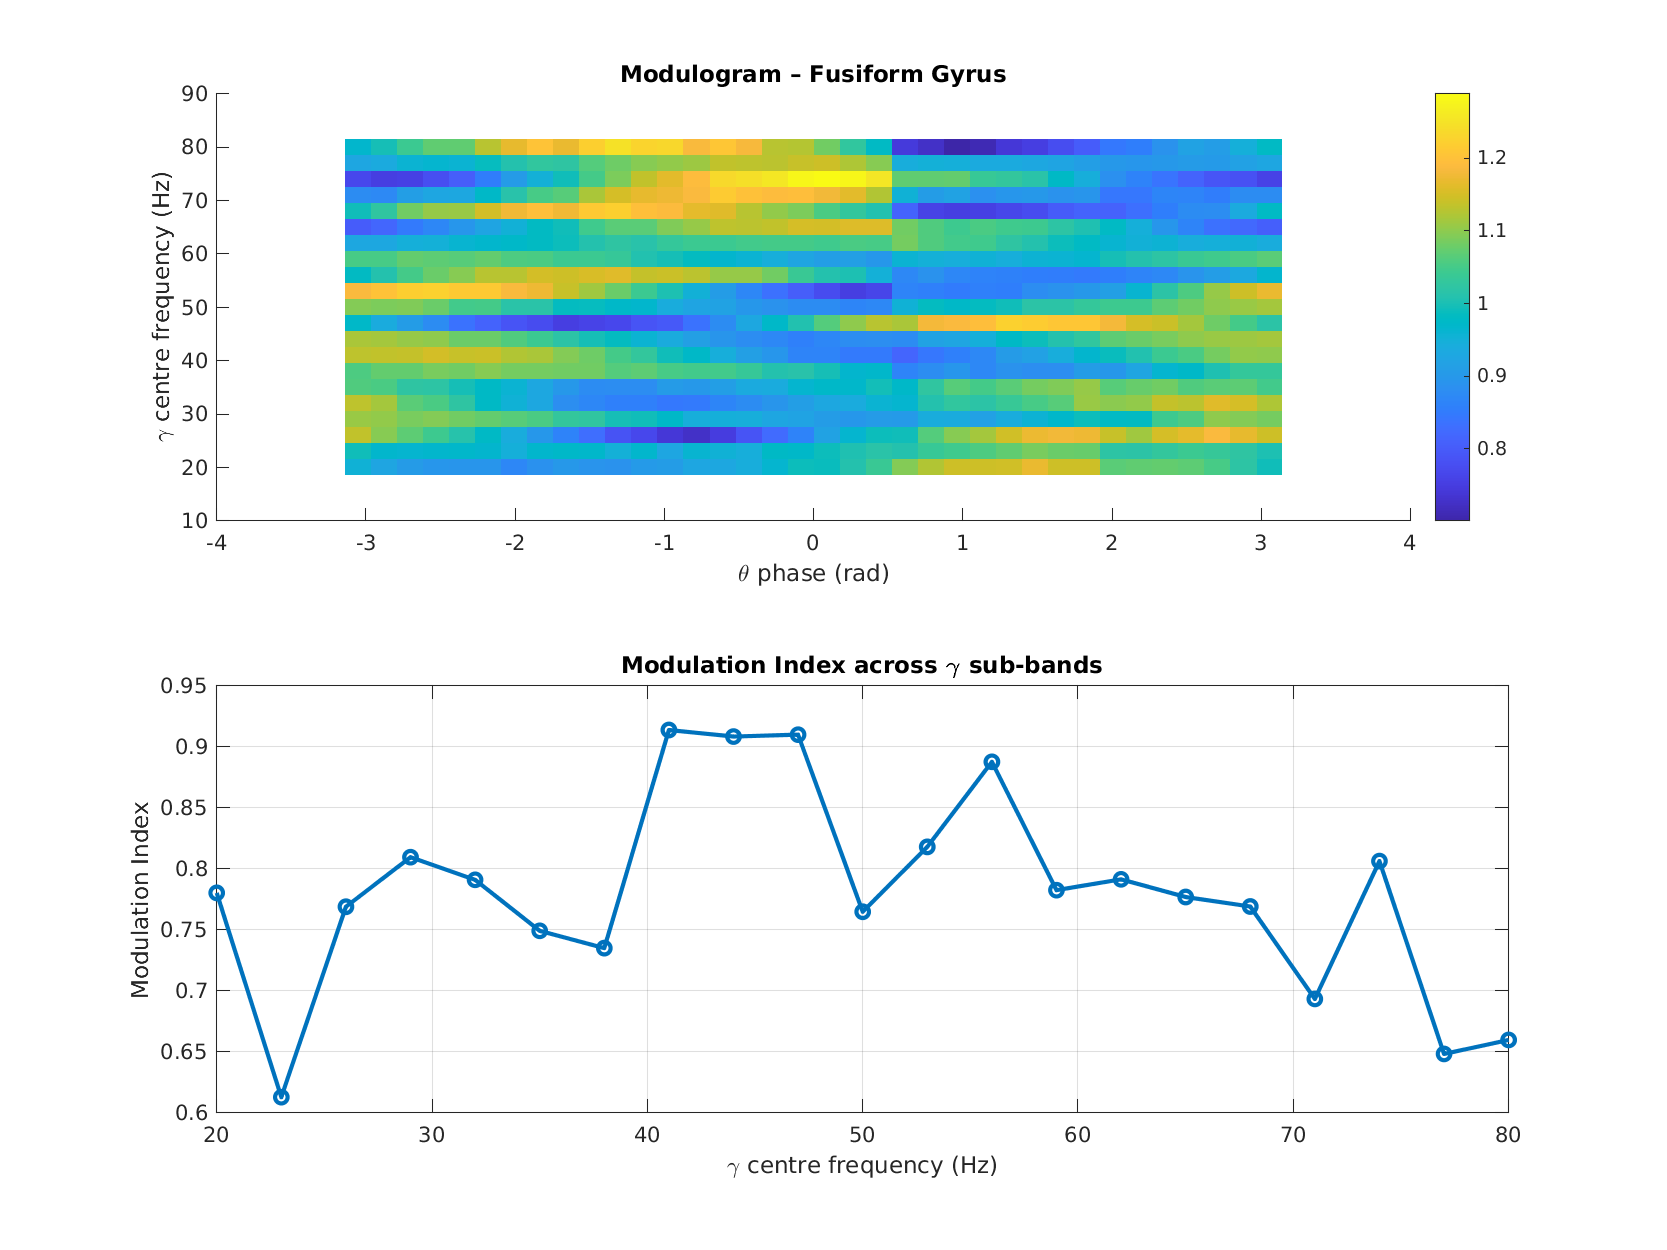 Modulogram – Fusiform Gyrus
90
80
70
60
50
40
30
20
10
γ centre frequency (Hz)
-4 -3 -2 -1 0 1 2 3 4
θ phase (rad)
1.2
1.1
1
0.9
0.8
Modulation Index across γ sub-bands
0.95
0.9
0.85
0.8
0.75
0.7
0.65
0.6
Modulation Index
20 30 40 50 60 70 80
γ centre frequency (Hz)